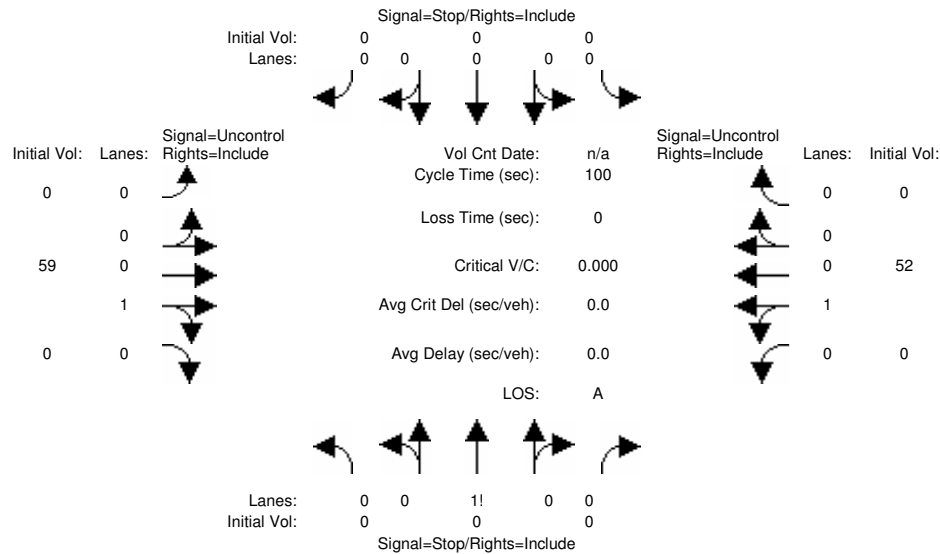 Signal=Stop/Rights=Include
Initial Vol: 0 0 0
Lanes: 0 0 0 0 0
Signal=Uncontrol Signal=Uncontrol
Initial Vol: Lanes: Rights=Include Vol Cnt Date: n/a Rights=Include Lanes: Initial Vol:
Cycle Time (sec): 100
0 0 0 0
Loss Time (sec): 0
0 0
59 0 Critical V/C: 0.000 0 52
1 Avg Crit Del (sec/veh): 0.0 1
0 0 Avg Delay (sec/veh): 0.0 0 0
LOS: A
Lanes: 0 0 1! 0 0
Initial Vol: 0 0 0
Signal=Stop/Rights=Include